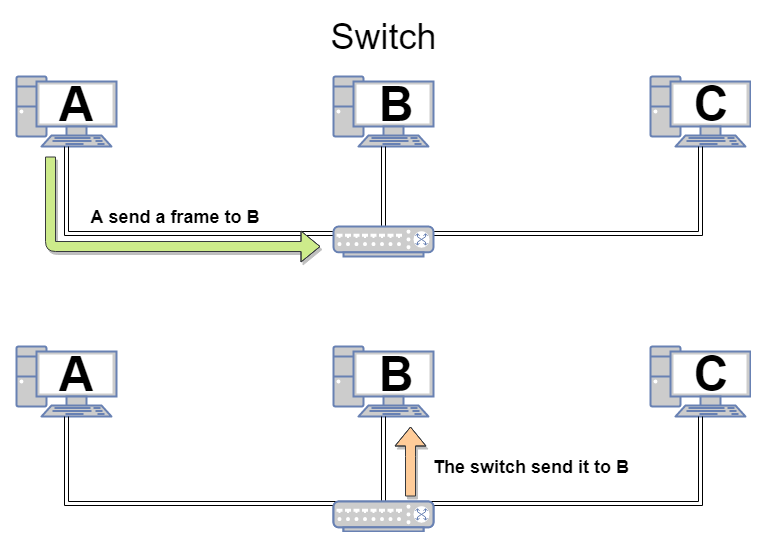 Switch
A
B
C
A send a frame to B
A
B
C
The switch send it to B